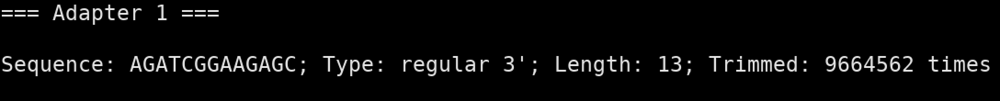 === Adapter 1 ===
Sequence: AGATCGGAAGAGC; Type: regular 3'; Length: 13; Trimmed: 9664562 times